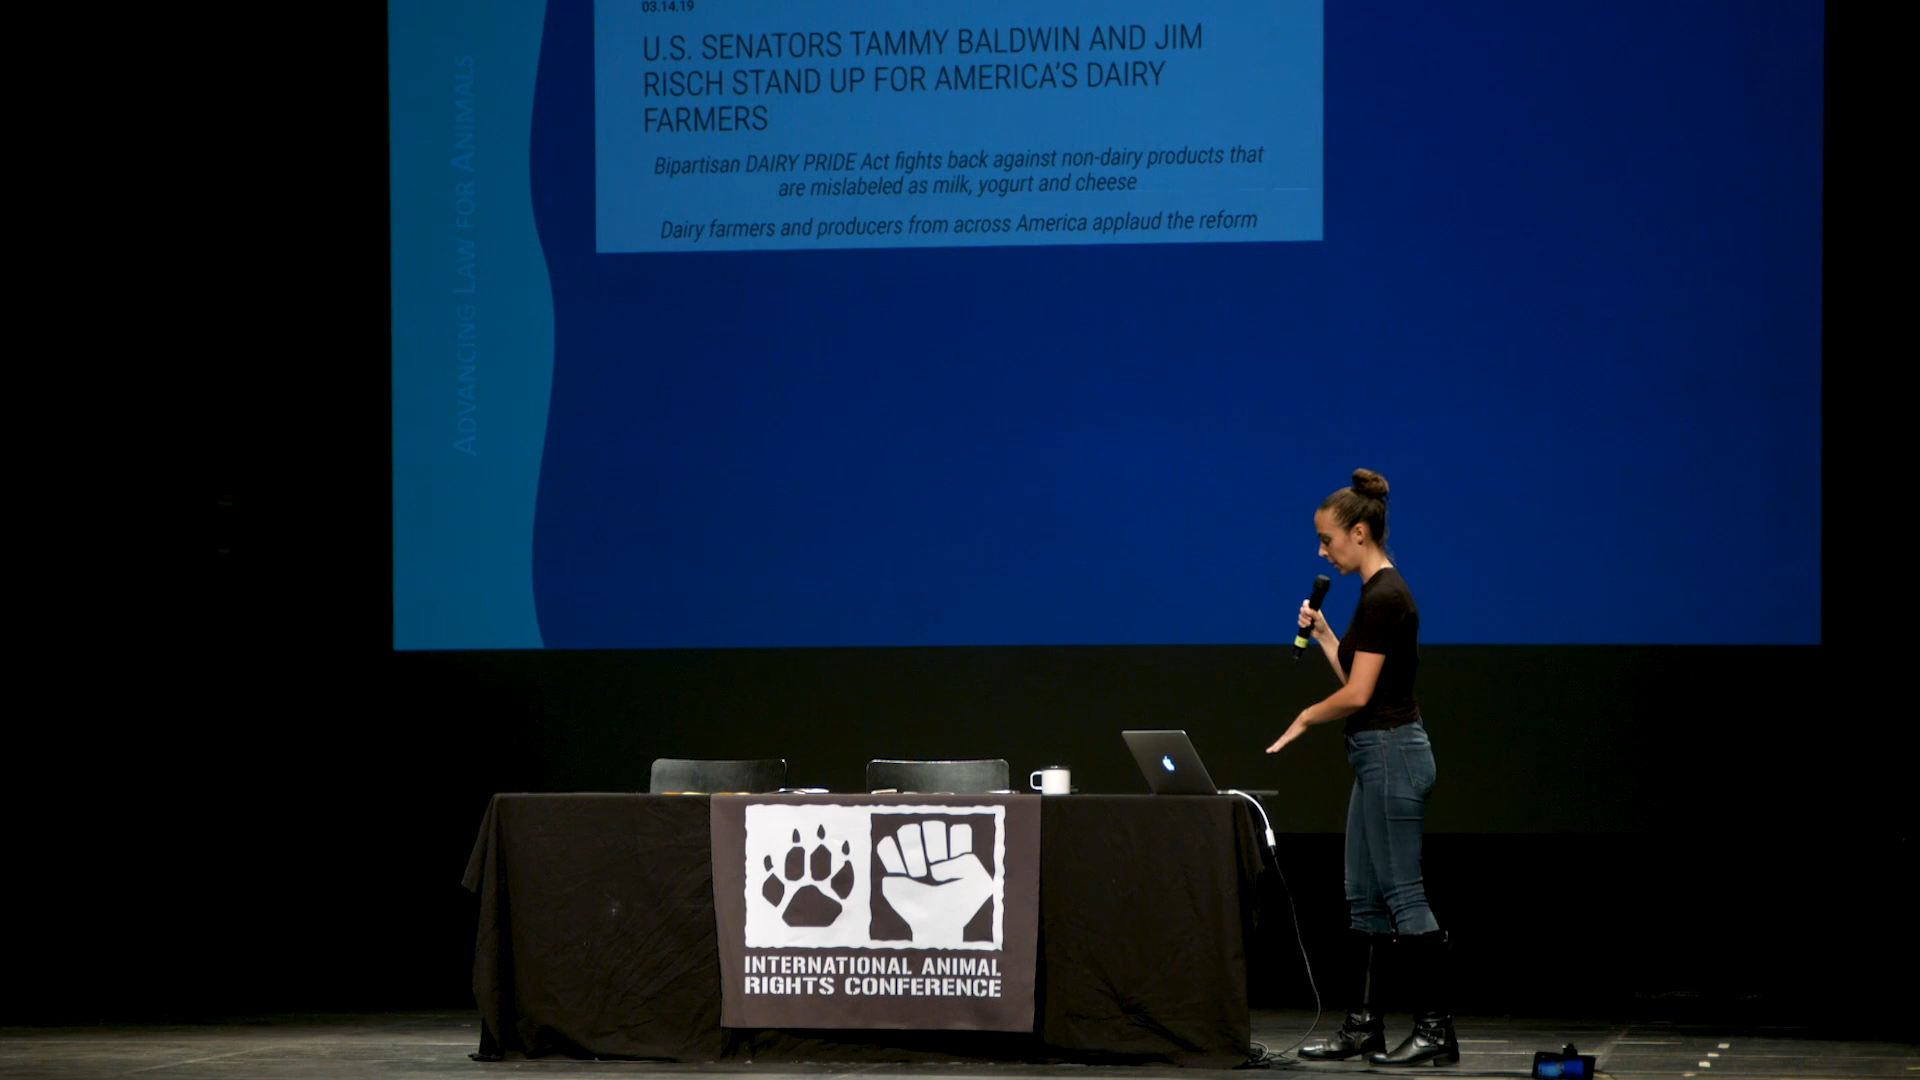 03.14.19
U.S. SENATORS TAMMY BALDWIN AND JIM
RISCH STAND UP FOR AMERICA'S DAIRY
FARMERS
Bipartisan DAIRY PRIDE Act fights back against non-dairy products that
are mislabeled as milk, yogurt and cheese
Dairy farmers and producers from across America applaud the reform
ADVANCING LAW FOR ANIMALS
INTERNATIONAL ANIMAL
RIGHTS CONFERENCE